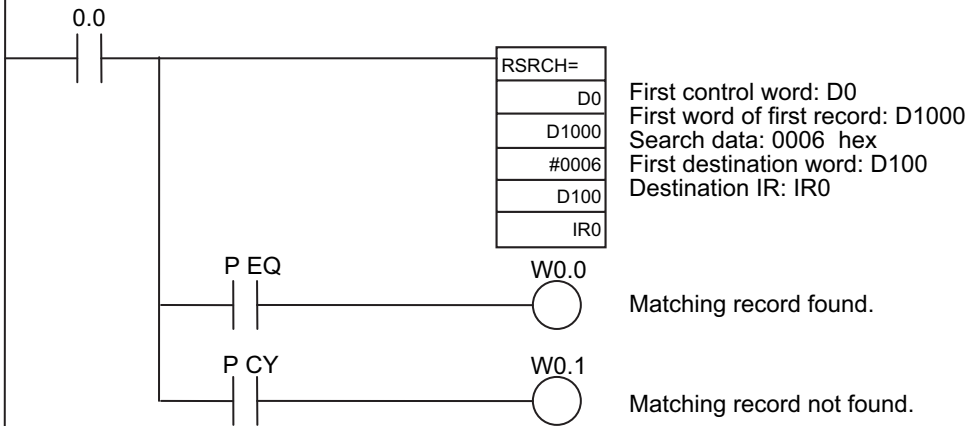 0.0
RSRCH=
D0
D1000
#0006
D100
IR0
First control word: D0
First word of first record: D1000
Search data: 0006 hex
First destination word: D100
Destination IR: IR0
P EQ
W0.0
Matching record found.
P CY
W0.1
Matching record not found.